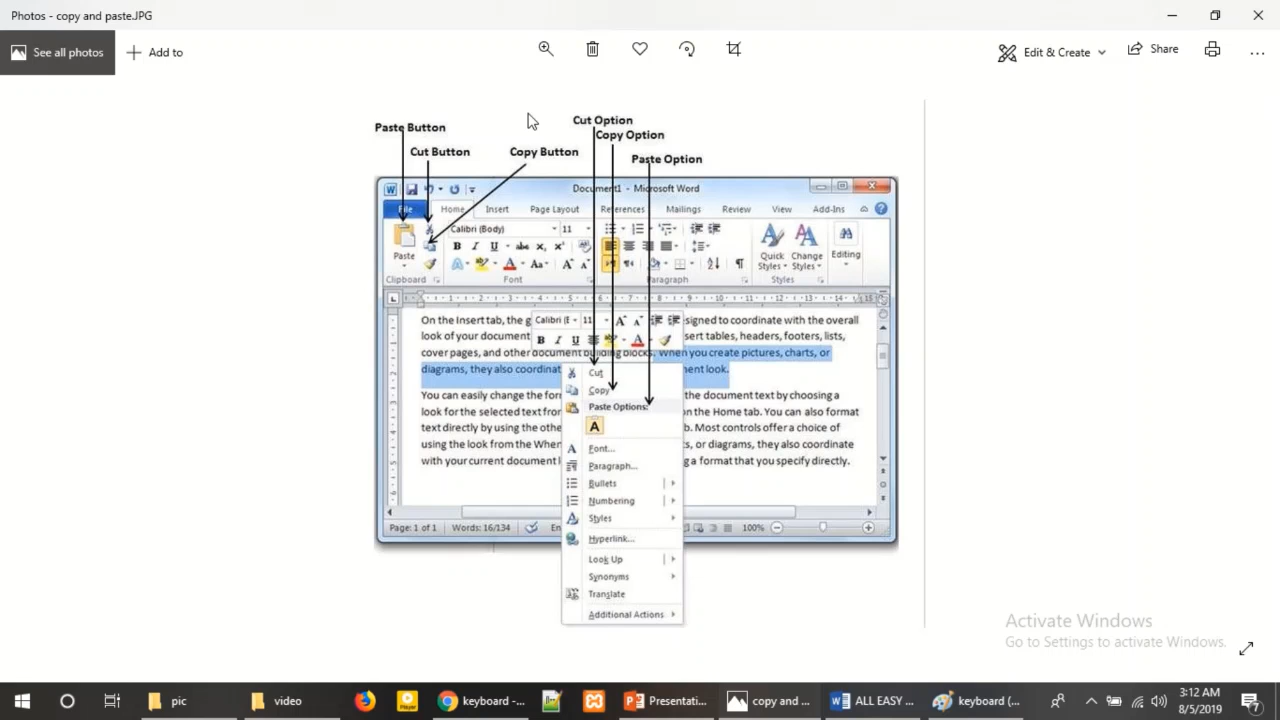 Photos - copy and paste.JPG
See all photos
Add to
Edit & Create
Share
Cut Option
Paste Button
Copy Option
Cut Button
Copy Button
Paste Option
Document1 - Microsoft Word
File Home Insert Page Layout References Mailings Review View Add-Ins
Calibri (Body) 11
Paste
Quick Styles
Change Styles
Editing
Clipboard Font Paragraph Styles
On the Insert tab, the g
signed to coordinate with the overall
Calibri (E 11
look of your document
sert tables, headers, footers, lists,
cover pages, and other document building blocks. When you create pictures, charts, or
diagrams, they also coordina
ment look.
Cut
Copy
Paste Options:
You can easily change the for
the document text by choosing a
look for the selected text from
on the Home tab. You can also format
text directly by using the othe
b. Most controls offer a choice of
using the look from the When
s, or diagrams, they also coordinate
with your current document l
g a format that you specify directly.
Font...
Paragraph...
Bullets
Numbering
Styles
Hyperlink...
Look Up
Synonyms
Translate
Additional Actions
Page: 1 of 1 Words: 16/134 En 100%
Activate Windows
Go to Settings to activate Windows.
pic
video
keyboard -...
Presentati...
copy and ...
ALL EASY ...
keyboard (...
3:12 AM
8/5/2019
7